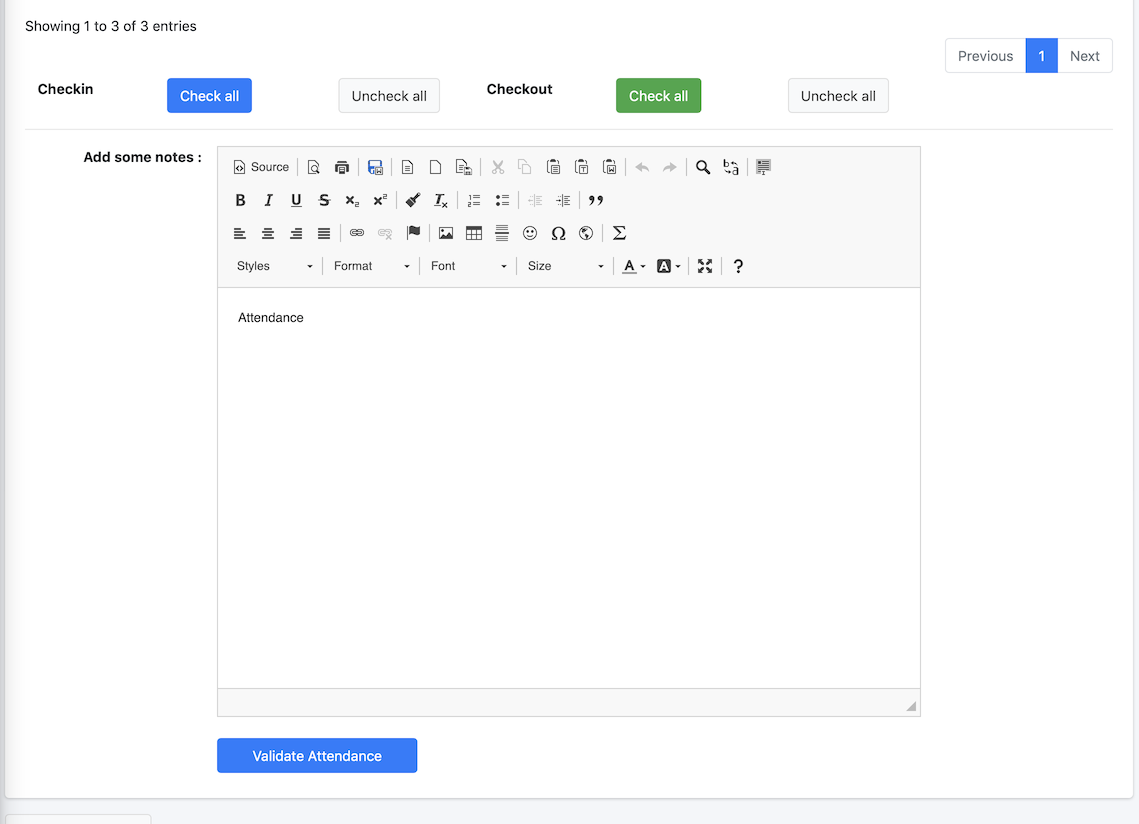 Showing 1 to 3 of 3 entries
Previous 1 Next
Checkin Check all Uncheck all Checkout Check all Uncheck all
Add some notes :
Source
Styles Format Font Size
Attendance
Validate Attendance